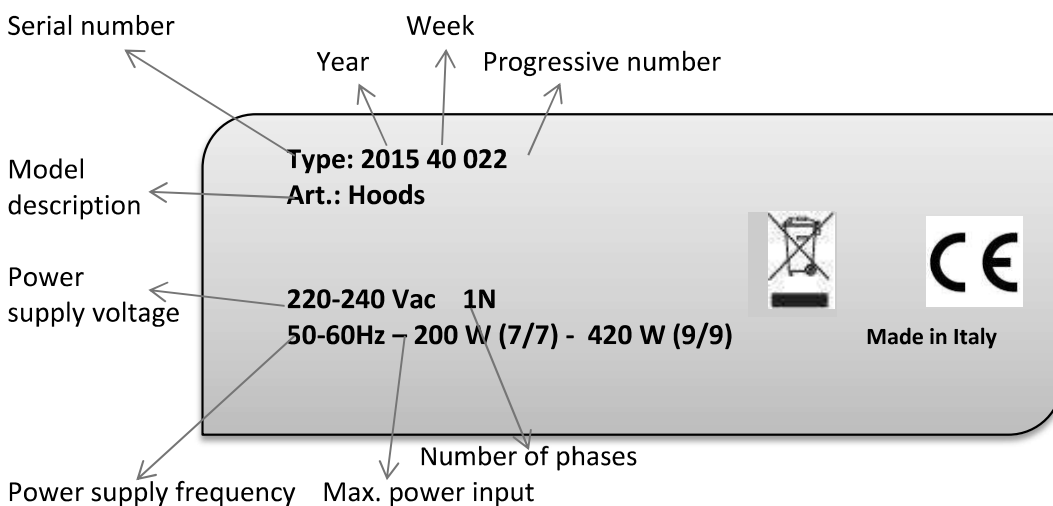 Serial number
Week
Year
Progressive number
Type: 2015 40 022
Model
description
Art.: Hoods
Power
supply voltage
220-240 Vac 1N
50-60Hz – 200 W (7/7) - 420 W (9/9)
CE
Made in Italy
Number of phases
Power supply frequency
Max. power input